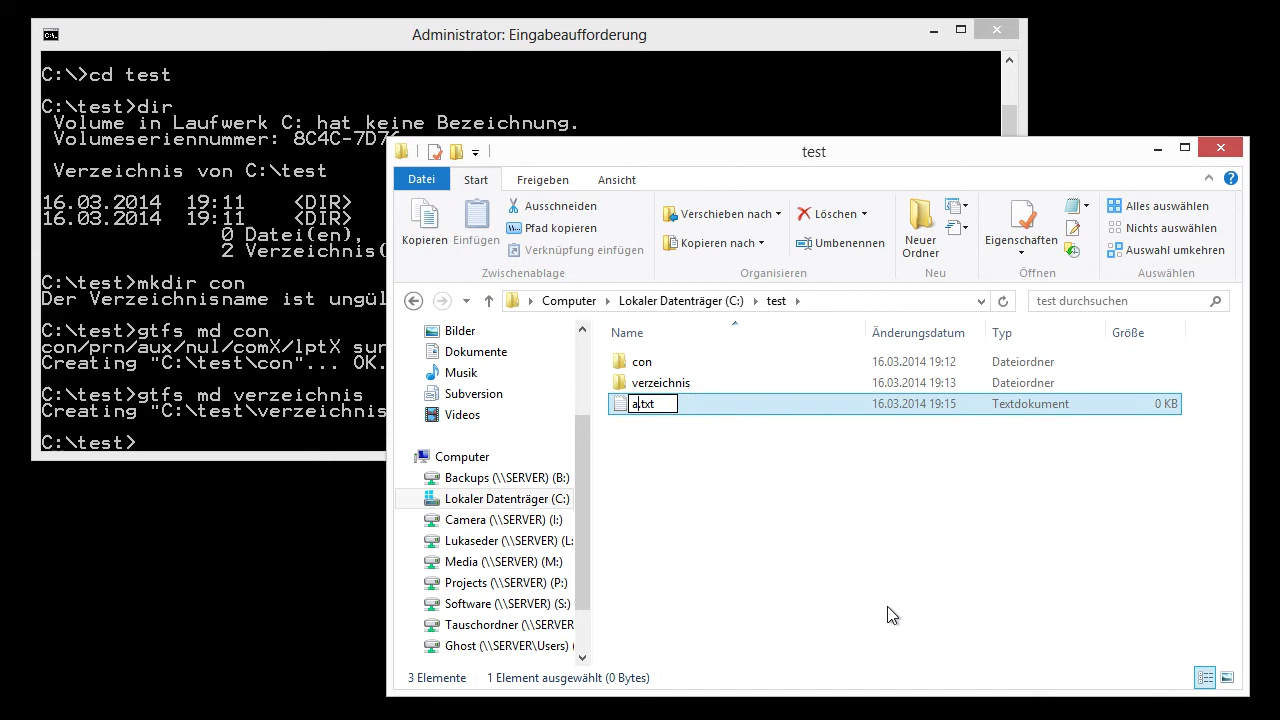 Administrator: Eingabeaufforderung
C:\>cd test
C:\test>dir
Volume in Laufwerk C: hat keine Bezeichnung.
Volumeseriennummer: 8C4C-7D76
Verzeichnis von C:\test
16.03.2014 19:11 <DIR>
16.03.2014 19:11 <DIR>
0 Datei(en),
2 Verzeichnis(
C:\test>mkdir con
Der Verzeichnisname ist ungül
C:\test>gtfs md con
con/prn/aux/nul/comX/lptX sur
Creating "C:\test\con"... OK.
C:\test>gtfs md verzeichnis
Creating "C:\test\verzeichnis
C:\test>
test
Datei Start Freigeben Ansicht
Kopieren
Einfügen
Ausschneiden
Pfad kopieren
Verknüpfung einfügen
Zwischenablage
Verschieben nach
Kopieren nach
Löschen
Umbenennen
Organisieren
Neuer
Ordner
Neu
Eigenschaften
Öffnen
Alles auswählen
Nichts auswählen
Auswahl umkehren
Auswählen
Computer Lokaler Datenträger (C:) test
test durchsuchen
Bilder
Dokumente
Musik
Subversion
Videos
Computer
Backups (\\SERVER) (B:)
Lokaler Datenträger (C:)
Camera (\\SERVER) (I:)
Lukaseder (\\SERVER) (L:
Media (\\SERVER) (M:)
Projects (\\SERVER) (P:)
Software (\\SERVER) (S:)
Tauschordner (\\SERVER
Ghost (\\SERVER\Users) (
Name Änderungsdatum Typ Größe
con 16.03.2014 19:12 Dateiordner
verzeichnis 16.03.2014 19:13 Dateiordner
a.txt 16.03.2014 19:15 Textdokument 0 KB
3 Elemente 1 Element ausgewählt (0 Bytes)